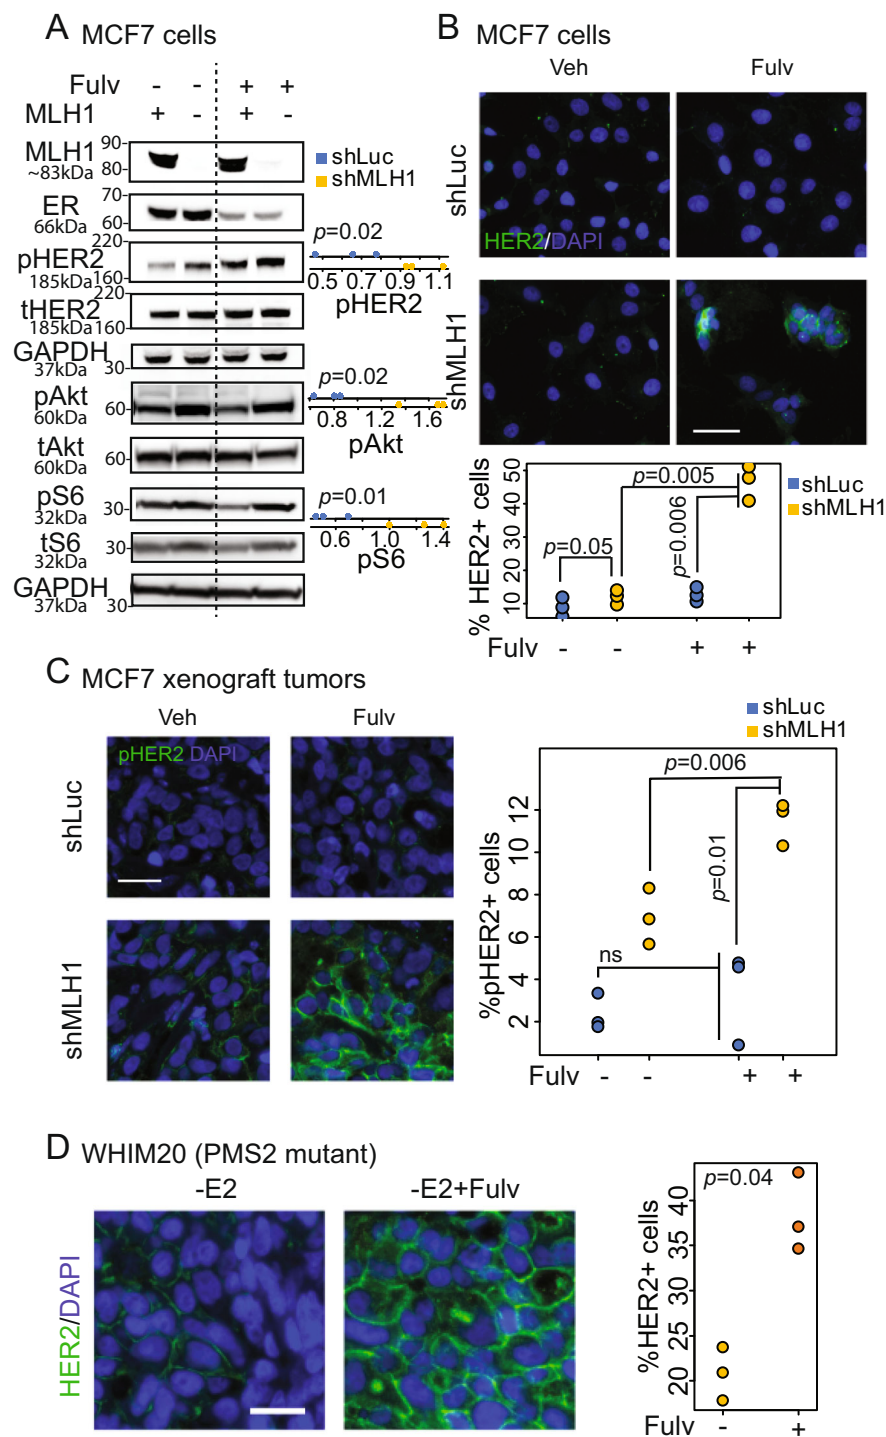 A MCF7 cells
Fulv - - + +
MLH1 + - + -
MLH1 90-
~83kDa 80-
shLuc
shMLH1
ER 70-
66kDa 60-
p=0.02
pHER2 220-
185kDa 160-
0.5 0.7 0.9 1.1
pHER2
tHER2 220-
185kDa 160-
GAPDH
37kDa 30-
pAkt
60kDa 60-
p=0.02
0.8 1.2 1.6
pAkt
tAkt
60kDa 60-
pS6
32kDa 30-
p=0.01
0.6 1.0 1.4
pS6
tS6
32kDa 30-
GAPDH
37kDa 30-
B MCF7 cells
Veh Fulv
shLuc
HER2/DAPI
shMLH1
% HER2+ cells
50
40
30
20
10
p=0.005
p=0.006
p=0.05
shLuc
shMLH1
Fulv - - + +
C MCF7 xenograft tumors
Veh Fulv
shLuc
pHER2 DAPI
shMLH1
shLuc
shMLH1
%pHER2+ cells
12
10
8
6
4
2
p=0.006
p=0.01
ns
Fulv - - + +
D WHIM20 (PMS2 mutant)
-E2 -E2+Fulv
HER2/DAPI
%HER2+ cells
p=0.04
40
35
30
25
20
Fulv - +